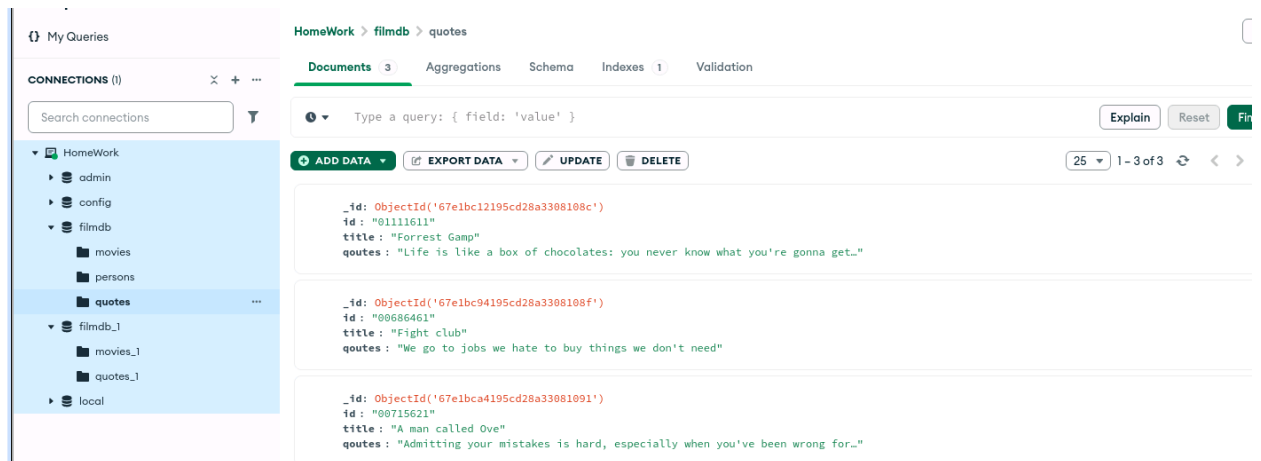 {} My Queries
CONNECTIONS (1)
Search connections
HomeWork
admin
config
filmdb
movies
persons
quotes
filmdb_1
movies_1
quotes_1
local
HomeWork > filmdb > quotes
Documents 3 Aggregations Schema Indexes 1 Validation
Type a query: { field: 'value' }
Explain Reset
ADD DATA EXPORT DATA UPDATE DELETE 25 1 – 3 of 3
_id: ObjectId('67e1bc12195cd28a3308108c')
id : "01111611"
title : "Forrest Gamp"
qoutes : "Life is like a box of chocolates: you never know what you're gonna get…"
_id: ObjectId('67e1bc94195cd28a3308108f')
id : "00686461"
title : "Fight club"
qoutes : "We go to jobs we hate to buy things we don't need"
_id: ObjectId('67e1bca4195cd28a33081091')
id : "00715621"
title : "A man called Ove"
qoutes : "Admitting your mistakes is hard, especially when you've been wrong for…"